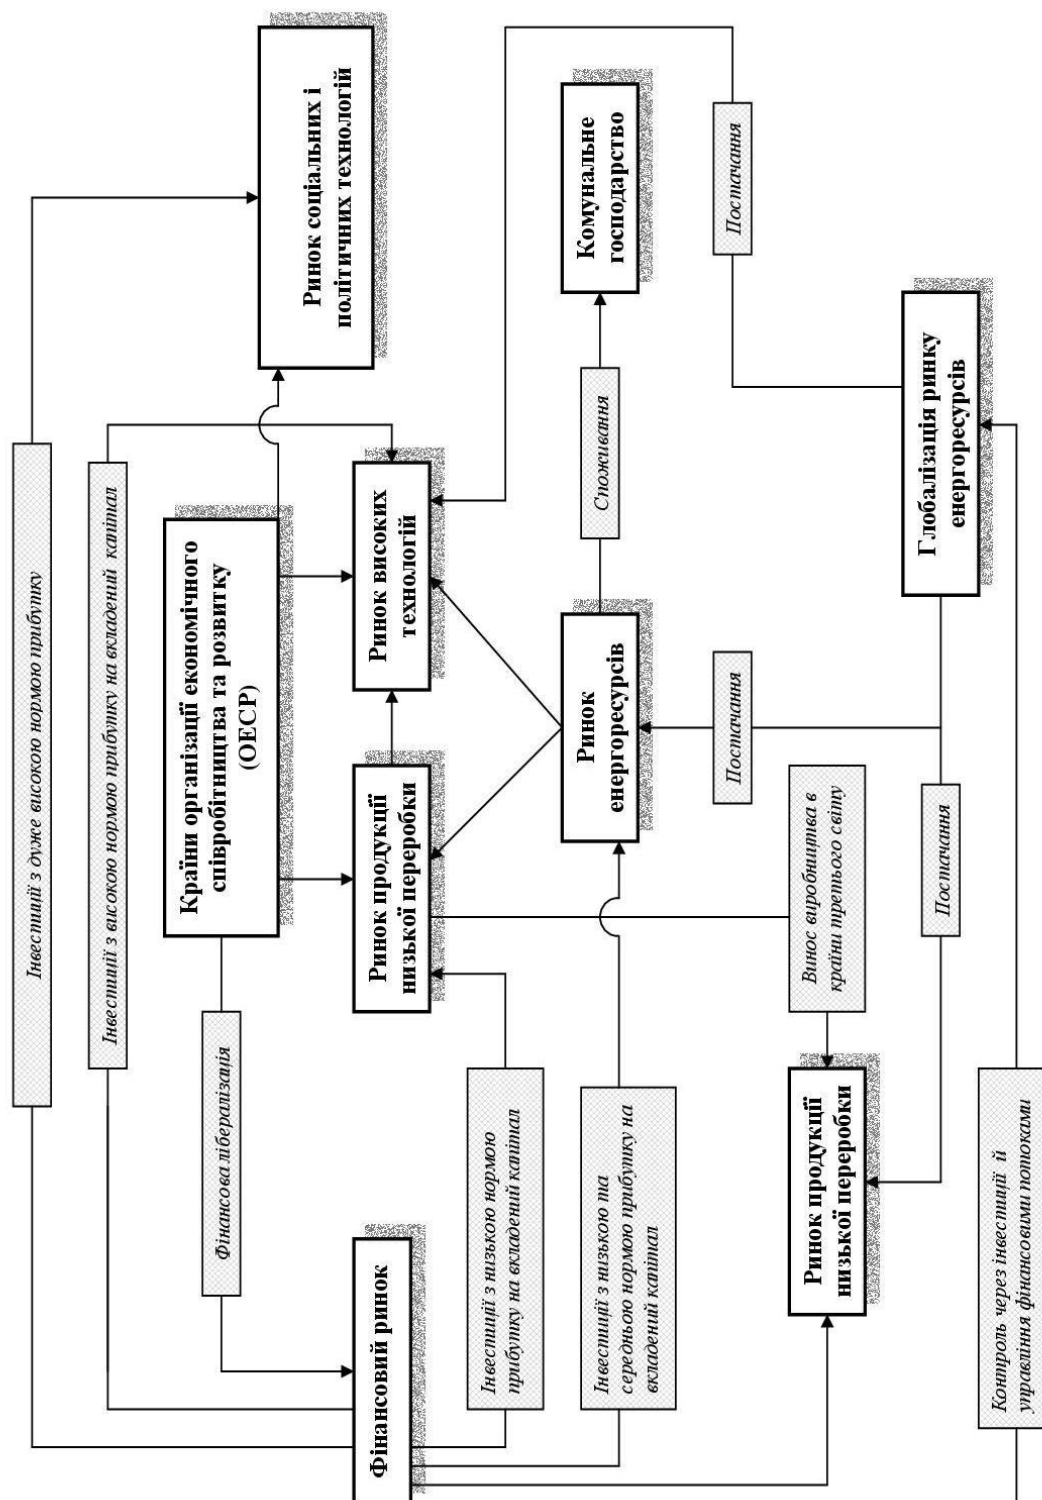 Інвестиції з дуже високою нормою прибутку
Інвестиції з високою нормою прибутку на вкладений капітал
Ринок соціальних і
політичних технологій
Країни організації економічного
співробітництва та розвитку
(ОЕСР)
Фінансова лібералізація
Фінансовий ринок
Ринок продукції
низької переробки
Ринок високих
технологій
Інвестиції з низькою нормою
прибутку на вкладений капітал
Інвестиції з низькою та
середньою нормою прибутку на
вкладений капітал
Ринок
енергоресурсів
Споживання
Комунальне
господарство
Постачання
Постачання
Винос виробництва в
країни третього світу
Ринок продукції
низької переробки
Постачання
Глобалізація ринку
енергоресурсів
Контроль через інвестиції й
управління фінансовими потоками